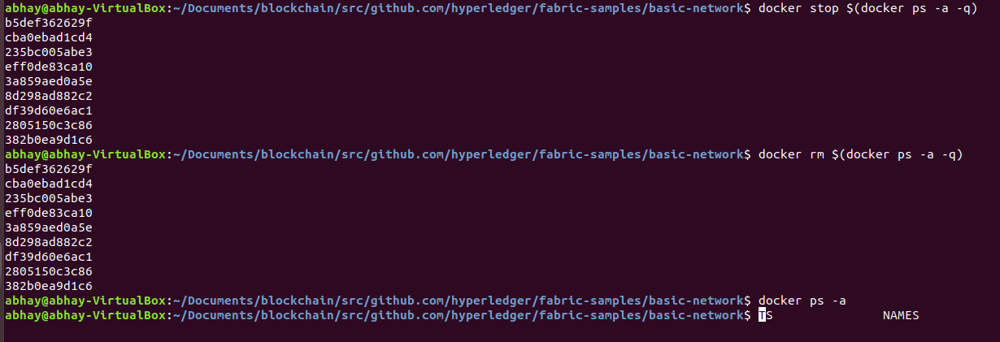 abhay@abhay-VirtualBox:~/Documents/blockchain/src/github.com/hyperledger/fabric-samples/basic-network$ docker stop $(docker ps -a -q)
b5def362629f
cba0ebad1cd4
235bc005abe3
eff0de83ca10
3a859aed0a5e
8d298ad882c2
df39d60e6ac1
2805150c3c86
382b0ea9d1c6
abhay@abhay-VirtualBox:~/Documents/blockchain/src/github.com/hyperledger/fabric-samples/basic-network$ docker rm $(docker ps -a -q)
b5def362629f
cba0ebad1cd4
235bc005abe3
eff0de83ca10
3a859aed0a5e
8d298ad882c2
df39d60e6ac1
2805150c3c86
382b0ea9d1c6
abhay@abhay-VirtualBox:~/Documents/blockchain/src/github.com/hyperledger/fabric-samples/basic-network$ docker ps -a
abhay@abhay-VirtualBox:~/Documents/blockchain/src/github.com/hyperledger/fabric-samples/basic-network$ TS NAMES